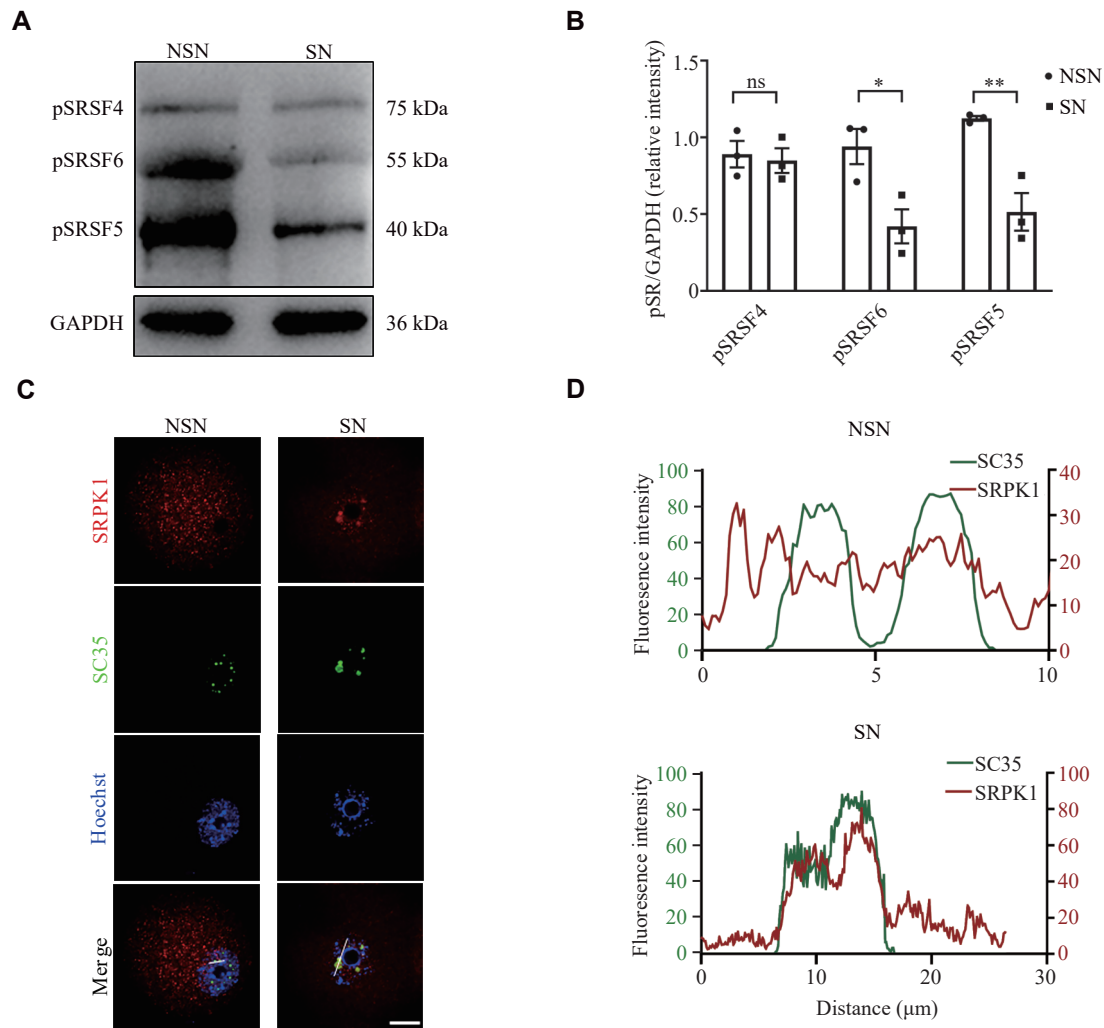 A
NSN SN
pSRSF4 75 kDa
pSRSF6 55 kDa
pSRSF5 40 kDa
GAPDH 36 kDa
B
pSR/GAPDH (relative intensity)
1.5
1.0
0.5
0
ns * **
NSN
SN
pSRSF4 pSRSF6 pSRSF5
C
NSN SN
SRPK1
SC35
Hoechst
Merge
D
NSN
Fluoresence intensity
SC35
SRPK1
100
80
60
40
20
0
40
30
20
10
0
0 5 10
SN
Fluoresence intensity
SC35
SRPK1
100
80
60
40
20
0
100
80
60
40
20
0
0 10 20 30
Distance (μm)